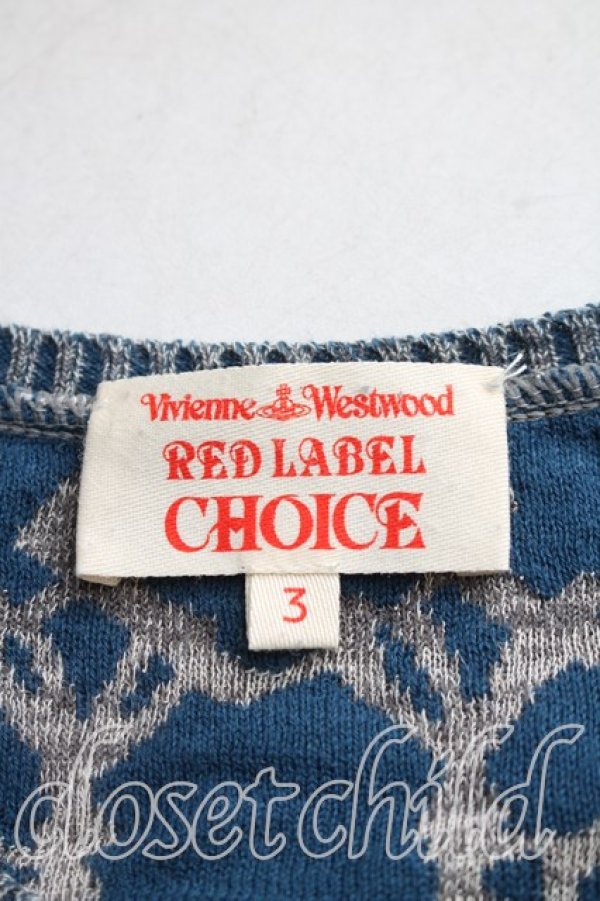 Vivienne Westwood
RED LABEL
CHOICE
3
closetchild